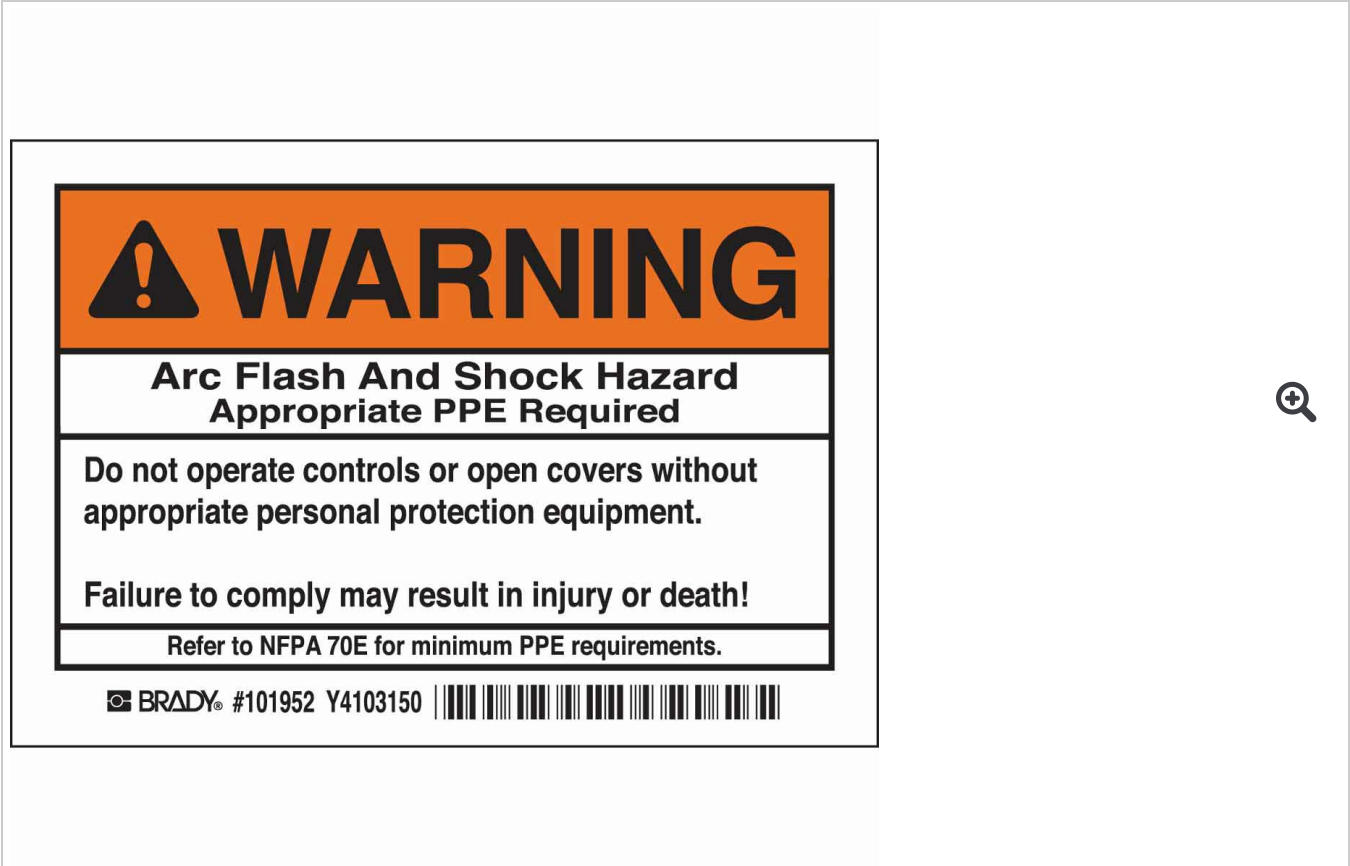 WARNING
Arc Flash And Shock Hazard
Appropriate PPE Required
Do not operate controls or open covers without
appropriate personal protection equipment.
Failure to comply may result in injury or death!
Refer to NFPA 70E for minimum PPE requirements.
BRADY® #101952 Y4103150